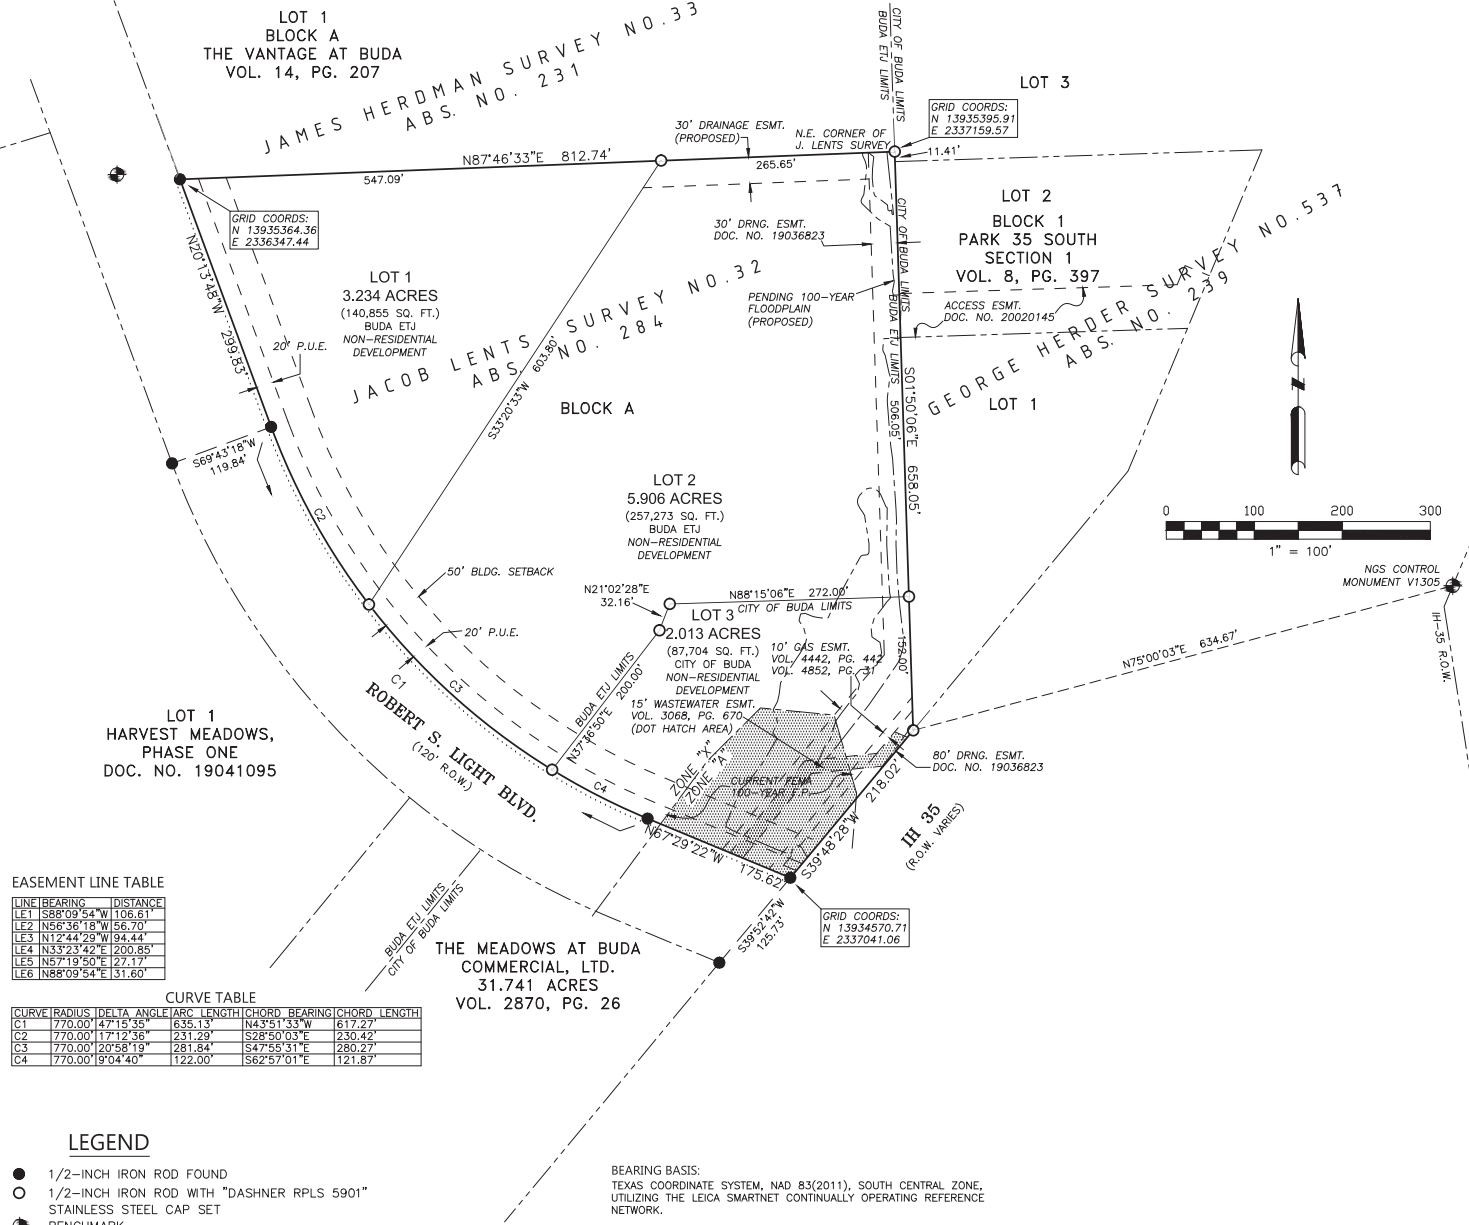 LOT 1
BLOCK A
THE VANTAGE AT BUDA
VOL. 14, PG. 207
JAMES HERDMAN SURVEY NO.33
ABS. NO. 231
CITY OF BUDA LIMITS
BUDA ETJ LIMITS
LOT 3
GRID COORDS:
N 13935395.91
E 2337159.57
30' DRAINAGE ESMT.
(PROPOSED)
N.E. CORNER OF
J. LENTS SURVEY
N87°46'33"E 812.74'
547.09'
265.65'
11.41'
GRID COORDS:
N 13935364.36
E 2336347.44
LOT 2
BLOCK 1
PARK 35 SOUTH
SECTION 1
VOL. 8, PG. 397
30' DRNG. ESMT.
DOC. NO. 19036823
CITY OF BUDA LIMITS
BUDA ETJ LIMITS
N20°13'48"W 299.83'
LOT 1
3.234 ACRES
(140,855 SQ. FT.)
BUDA ETJ
NON-RESIDENTIAL
DEVELOPMENT
20' P.U.E.
JACOB LENTS SURVEY NO.32
ABS. NO. 284
PENDING 100-YEAR
FLOODPLAIN
(PROPOSED)
ACCESS ESMT.
DOC. NO. 20020145
GEORGE HERDER SURVEY NO.537
ABS. NO. 239
S33°20'33"W 603.80'
BLOCK A
506.05'
S01°50'06"E 658.05'
LOT 1
N
S69°43'18"W
119.84'
C2
LOT 2
5.906 ACRES
(257,273 SQ. FT.)
BUDA ETJ
NON-RESIDENTIAL
DEVELOPMENT
0 100 200 300
1" = 100'
50' BLDG. SETBACK
NGS CONTROL
MONUMENT V1305
IH-35 R.O.W.
N21°02'28"E
32.16'
N88°15'06"E 272.00'
CITY OF BUDA LIMITS
20' P.U.E.
LOT 3
2.013 ACRES
(87,704 SQ. FT.)
CITY OF BUDA
NON-RESIDENTIAL
DEVELOPMENT
10' GAS ESMT.
VOL. 4442, PG. 442
VOL. 4852, PG. 31
152.00'
N75°00'03"E 634.67'
C1
C3
BUDA ETJ LIMITS
N37°36'50"E 200.00'
15' WASTEWATER ESMT.
VOL. 3068, PG. 670
(DOT HATCH AREA)
ROBERT S. LIGHT BLVD.
(120' R.O.W.)
LOT 1
HARVEST MEADOWS,
PHASE ONE
DOC. NO. 19041095
ZONE "X"
ZONE "A"
CURRENT FEMA
100-YEAR F.P.
80' DRNG. ESMT.
DOC. NO. 19036823
C4
218.02'
S39°48'28"W
IH 35
(R.O.W. VARIES)
N67°29'22"W
175.62'
EASEMENT LINE TABLE
LINE BEARING DISTANCE
LE1 S88°09'54"W 106.61'
LE2 N56°36'18"W 56.70'
LE3 N12°44'29"W 94.44'
LE4 N33°23'42"E 200.85'
LE5 N57°19'50"E 27.17'
LE6 N88°09'54"E 31.60'
BUDA ETJ LIMITS
CITY OF BUDA LIMITS
S39°52'42"W
125.73'
GRID COORDS:
N 13934570.71
E 2337041.06
THE MEADOWS AT BUDA
COMMERCIAL, LTD.
31.741 ACRES
VOL. 2870, PG. 26
CURVE TABLE
CURVE RADIUS DELTA ANGLE ARC LENGTH CHORD BEARING CHORD LENGTH
C1 770.00' 47°15'35" 635.13' N43°51'33"W 617.27'
C2 770.00' 17°12'36" 231.29' S28°50'03"E 230.42'
C3 770.00' 20°58'19" 281.84' S47°55'31"E 280.27'
C4 770.00' 9°04'40" 122.00' S62°57'01"E 121.87'
LEGEND
1/2-INCH IRON ROD FOUND
1/2-INCH IRON ROD WITH "DASHNER RPLS 5901"
STAINLESS STEEL CAP SET
BENCHMARK
BEARING BASIS:
TEXAS COORDINATE SYSTEM, NAD 83(2011), SOUTH CENTRAL ZONE,
UTILIZING THE LEICA SMARTNET CONTINUALLY OPERATING REFERENCE
NETWORK.